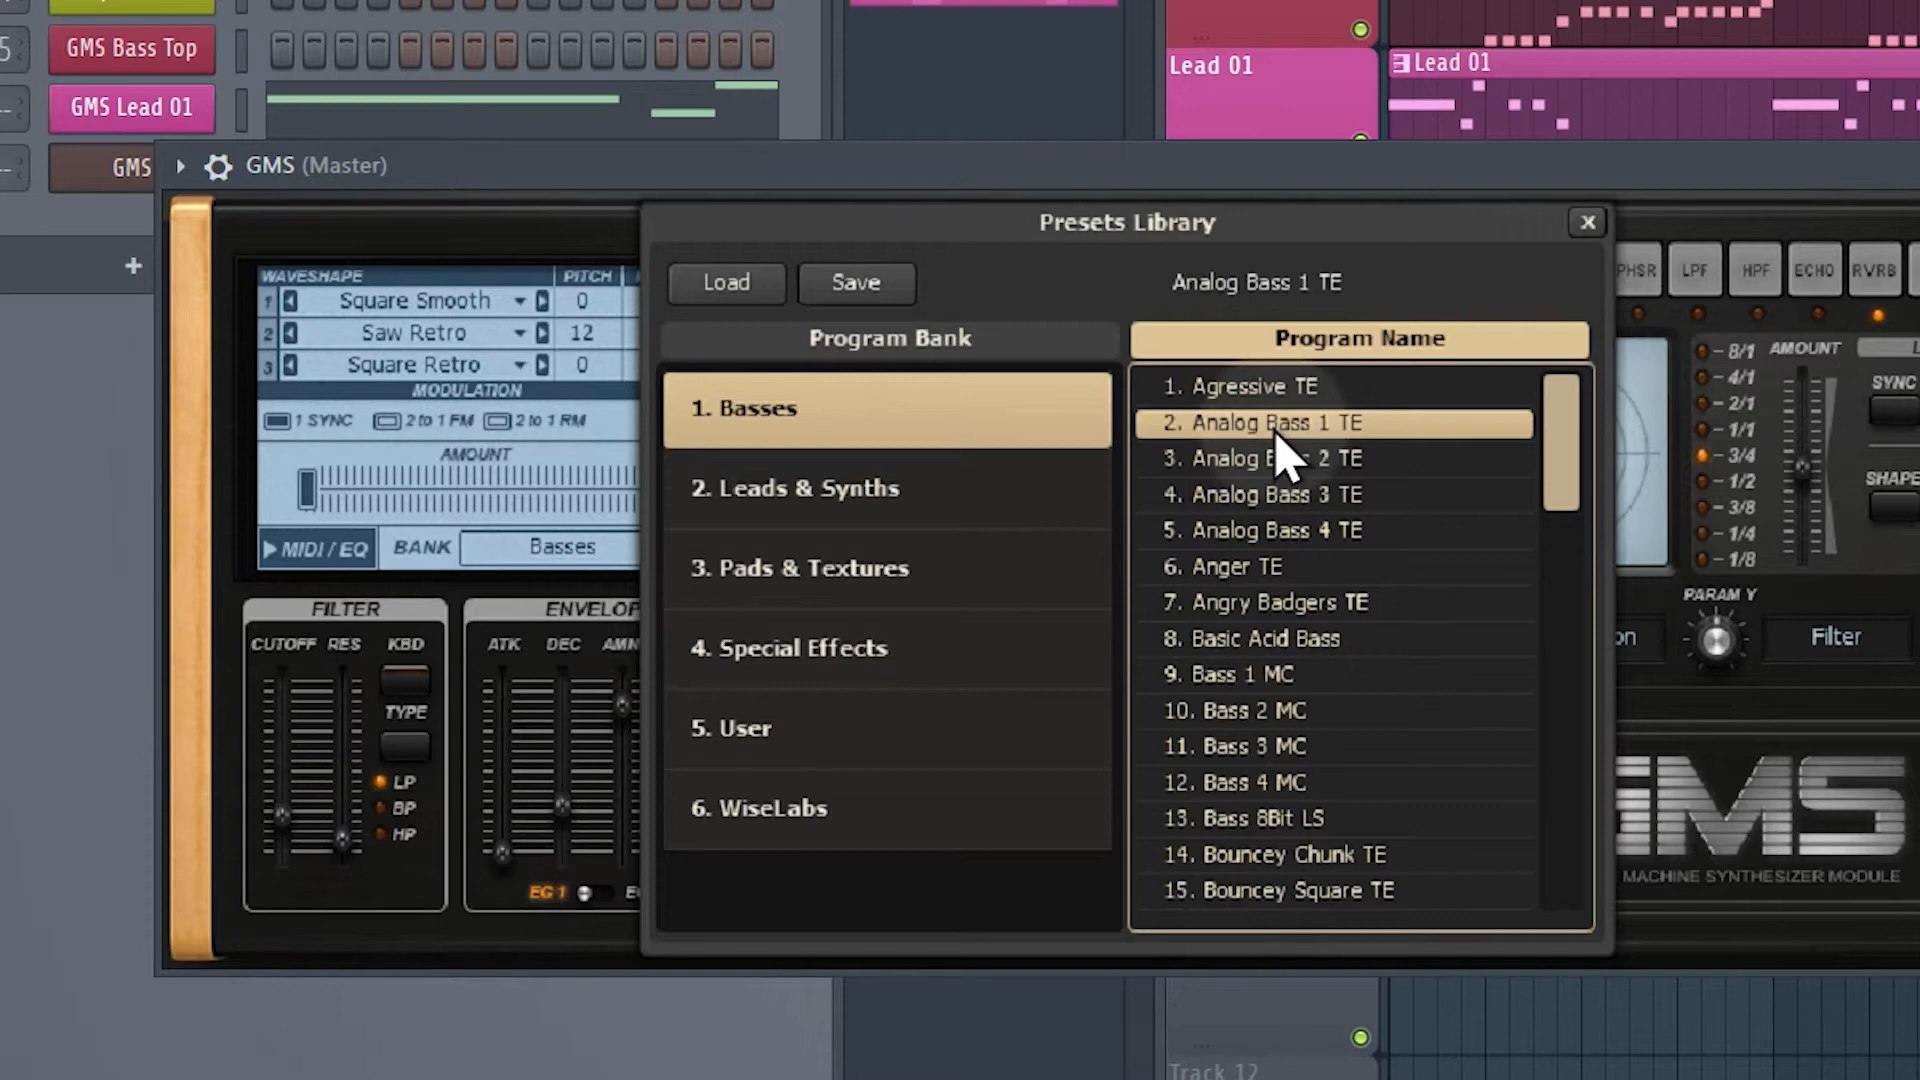 5
GMS Bass Top
GMS Lead 01
GMS
Lead 01
Lead 01
GMS (Master)
Presets Library
x
Load
Save
Analog Bass 1 TE
Program Bank
Program Name
1. Basses
2. Leads & Synths
3. Pads & Textures
4. Special Effects
5. User
6. WiseLabs
1. Agressive TE
2. Analog Bass 1 TE
3. Analog B 2 TE
4. Analog Bass 3 TE
5. Analog Bass 4 TE
6. Anger TE
7. Angry Badgers TE
8. Basic Acid Bass
9. Bass 1 MC
10. Bass 2 MC
11. Bass 3 MC
12. Bass 4 MC
13. Bass 8Bit LS
14. Bouncey Chunk TE
15. Bouncey Square TE
WAVESHAPE PITCH
1 Square Smooth 0
2 Saw Retro 12
3 Square Retro 0
MODULATION
1 SYNC 2 to 1 FM 2 to 1 RM
AMOUNT
MIDI / EQ BANK Basses
FILTER
CUTOFF RES KBD
TYPE
LP
BP
HP
ENVELOP
ATK DEC AMN
EG 1
PHSR LPF HPF ECHO RVRB
8/1
4/1
2/1
1/1
3/4
1/2
3/8
1/4
1/8
AMOUNT
SYNC
SHAPE
PARAM Y
on
Filter
GMS
MACHINE SYNTHESIZER MODULE
Track 12